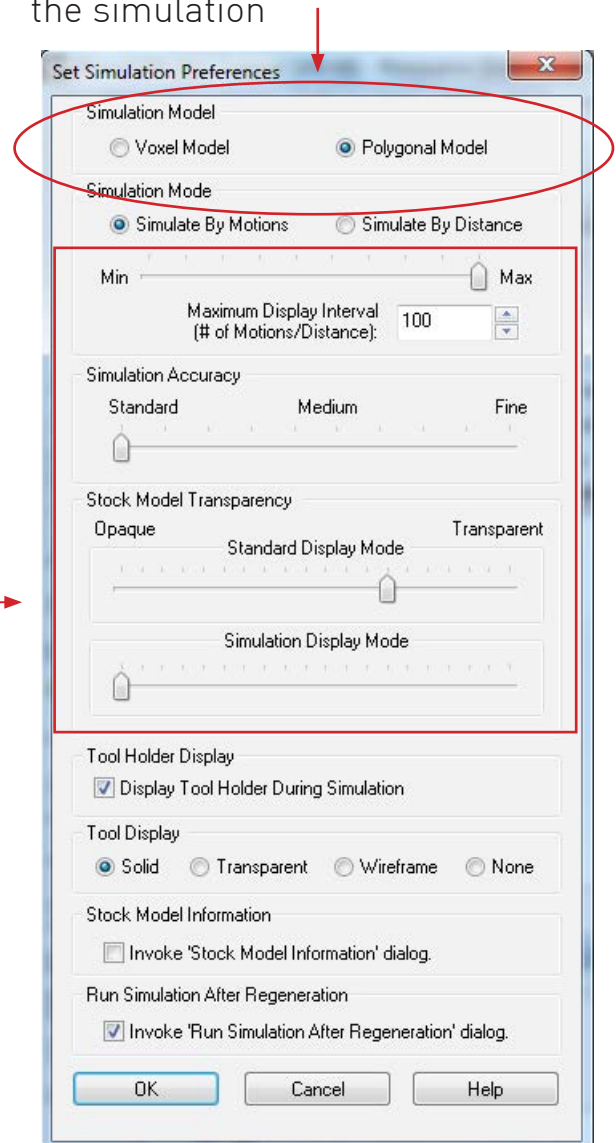 the simulation
Set Simulation Preferences
Simulation Model
Voxel Model Polygonal Model
Simulation Mode
Simulate By Motions Simulate By Distance
Min Max
Maximum Display Interval
(# of Motions/Distance): 100
Simulation Accuracy
Standard Medium Fine
Stock Model Transparency
Opaque Transparent
Standard Display Mode
Simulation Display Mode
Tool Holder Display
Display Tool Holder During Simulation
Tool Display
Solid Transparent Wireframe None
Stock Model Information
Invoke 'Stock Model Information' dialog.
Run Simulation After Regeneration
Invoke 'Run Simulation After Regeneration' dialog.
OK Cancel Help